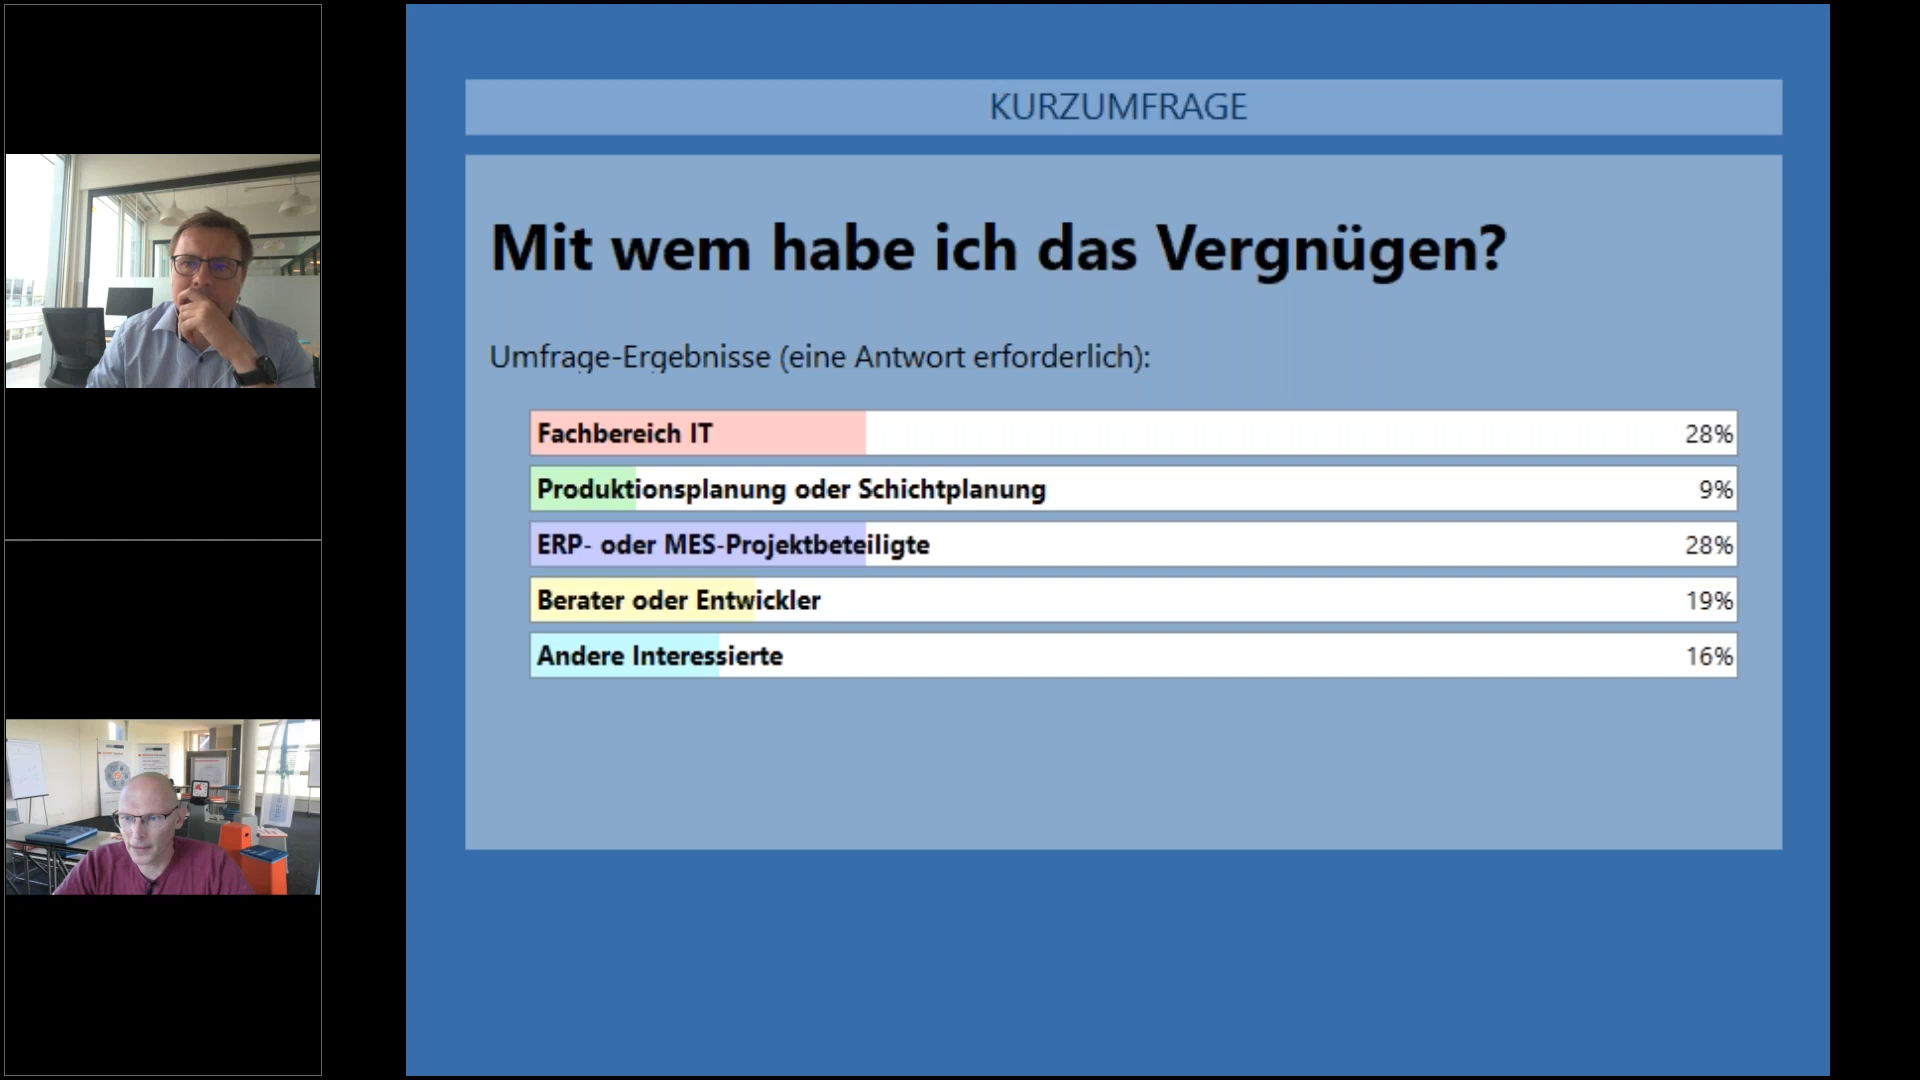 KURZUMFRAGE
Mit wem habe ich das Vergnügen?
Umfrage-Ergebnisse (eine Antwort erforderlich):
Fachbereich IT 28%
Produktionsplanung oder Schichtplanung 9%
ERP- oder MES-Projektbeteiligte 28%
Berater oder Entwickler 19%
Andere Interessierte 16%